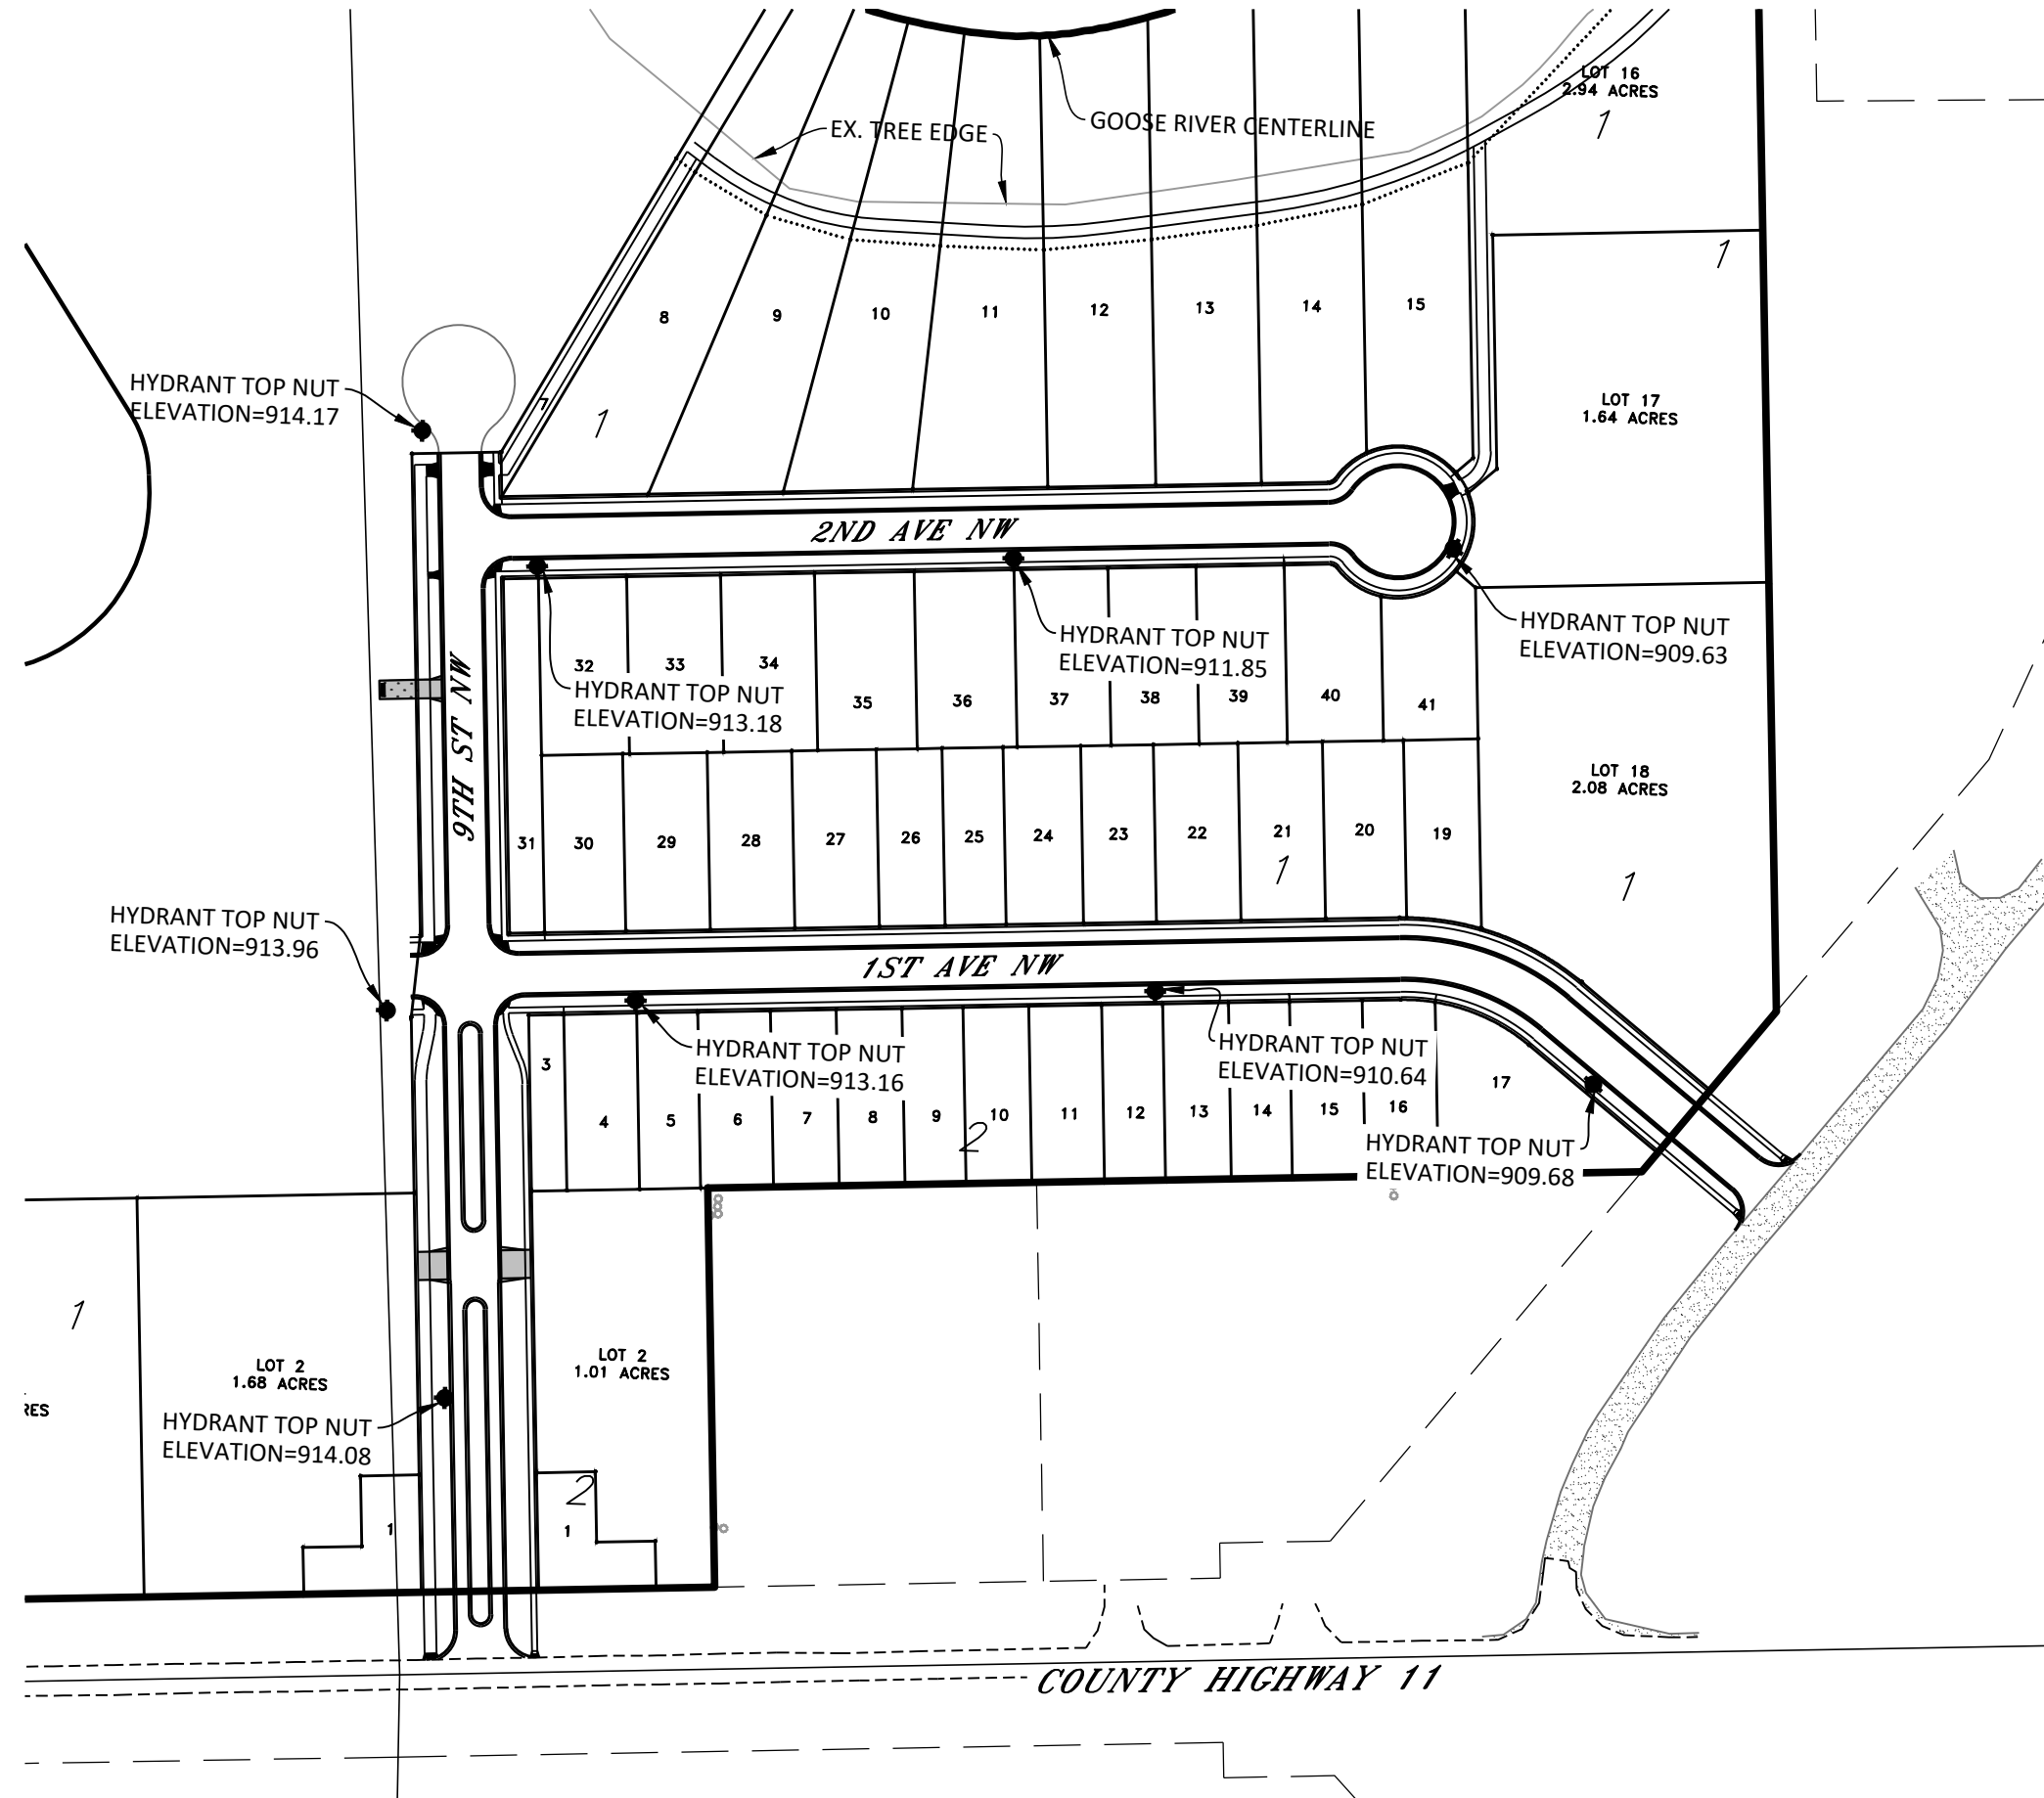 LOT 16
2.94 ACRES
1
GOOSE RIVER CENTERLINE
EX. TREE EDGE
1
8
9
10
11
12
13
14
15
HYDRANT TOP NUT
ELEVATION=914.17
7
1
LOT 17
1.64 ACRES
2ND AVE NW
HYDRANT TOP NUT
ELEVATION=909.63
HYDRANT TOP NUT
ELEVATION=911.85
32
33
34
HYDRANT TOP NUT
ELEVATION=913.18
35
36
37
38
39
40
41
9TH ST NW
LOT 18
2.08 ACRES
1
31
30
29
28
27
26
25
24
23
22
21
20
19
1
HYDRANT TOP NUT
ELEVATION=913.96
1ST AVE NW
HYDRANT TOP NUT
ELEVATION=913.16
HYDRANT TOP NUT
ELEVATION=910.64
3
4
5
6
7
8
9
10
11
12
13
14
15
16
17
2
HYDRANT TOP NUT
ELEVATION=909.68
1
LOT 2
1.68 ACRES
LOT 2
1.01 ACRES
RES
HYDRANT TOP NUT
ELEVATION=914.08
2
1
1
COUNTY HIGHWAY 11